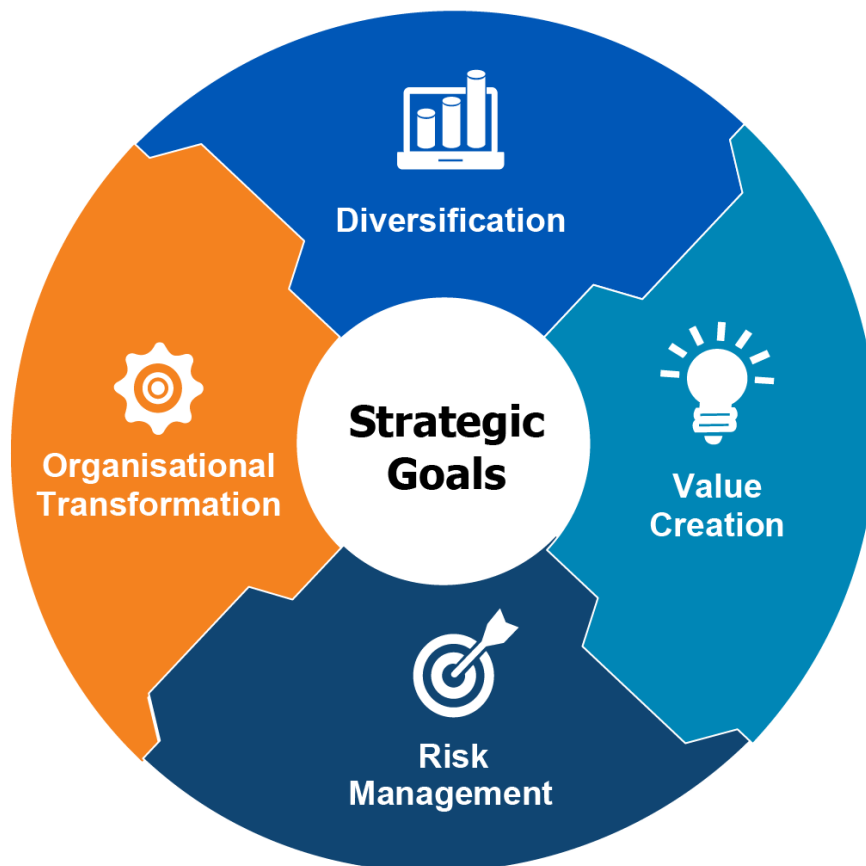 Diversification
Strategic
Goals
Organisational
Transformation
Value
Creation
Risk
Management